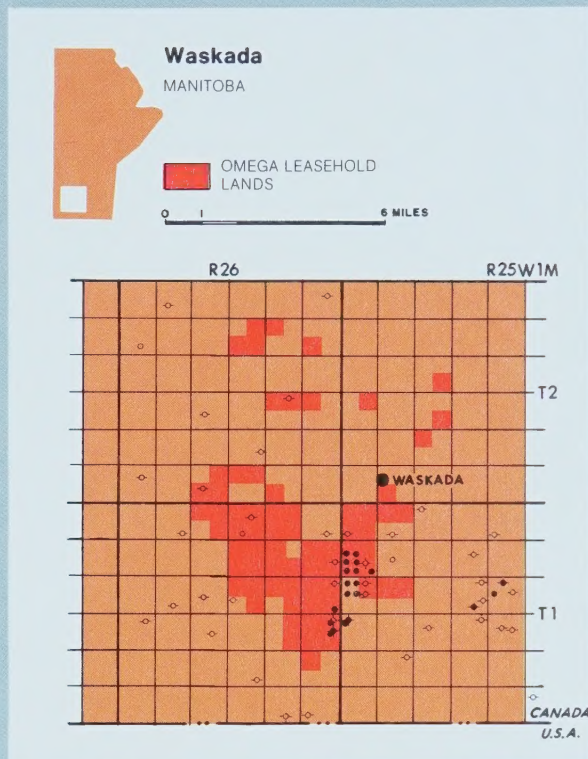 Waskada
MANITOBA
OMEGA LEASEHOLD
LANDS
0 1 6 MILES
R26 R25W1M
T2
WASKADA
T1
CANADA
U.S.A.